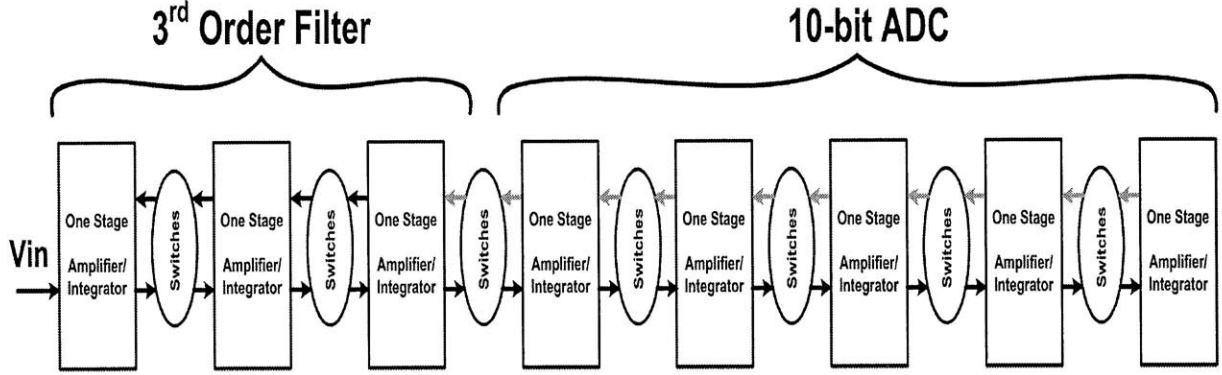 3rd Order Filter
10-bit ADC
Vin
One Stage
Amplifier/
Integrator
Switches
One Stage
Amplifier/
Integrator
Switches
One Stage
Amplifier/
Integrator
Switches
One Stage
Amplifier/
Integrator
Switches
One Stage
Amplifier/
Integrator
Switches
One Stage
Amplifier/
Integrator
Switches
One Stage
Amplifier/
Integrator
Switches
One Stage
Amplifier/
Integrator